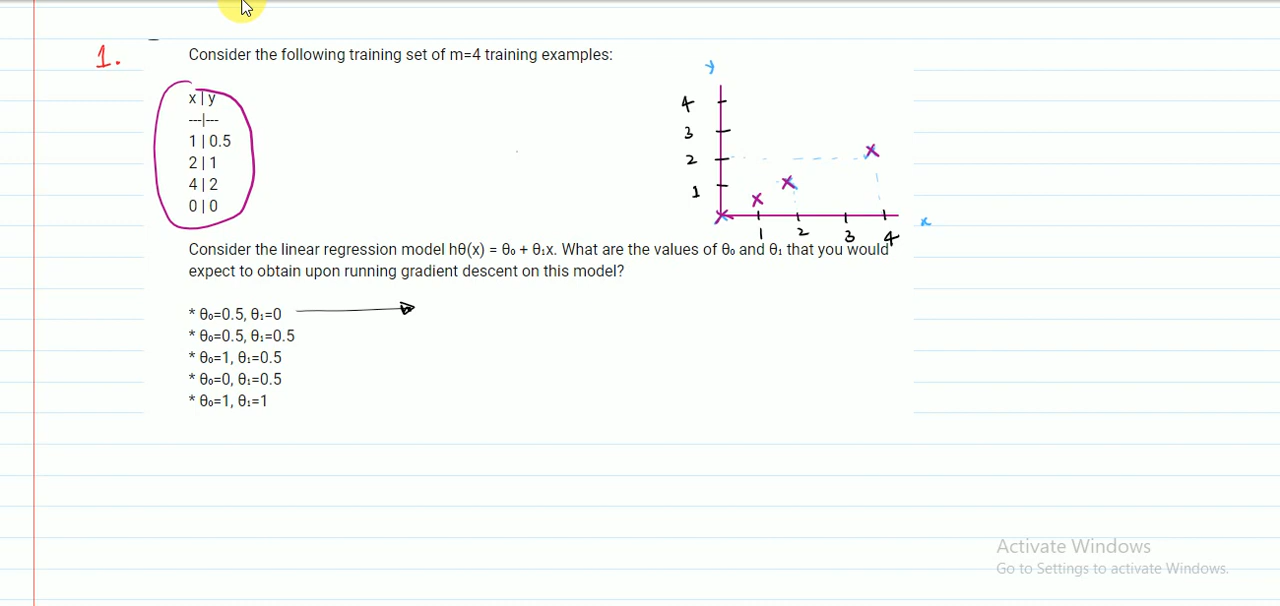 1.
Consider the following training set of m=4 training examples:
x | y
---|---
1 | 0.5
2 | 1
4 | 2
0 | 0
y
4
3
2
1
1 2 3 4
x
Consider the linear regression model hθ(x) = θ₀ + θ₁x. What are the values of θ₀ and θ₁ that you would
expect to obtain upon running gradient descent on this model?
* θ₀=0.5, θ₁=0
* θ₀=0.5, θ₁=0.5
* θ₀=1, θ₁=0.5
* θ₀=0, θ₁=0.5
* θ₀=1, θ₁=1
Activate Windows
Go to Settings to activate Windows.